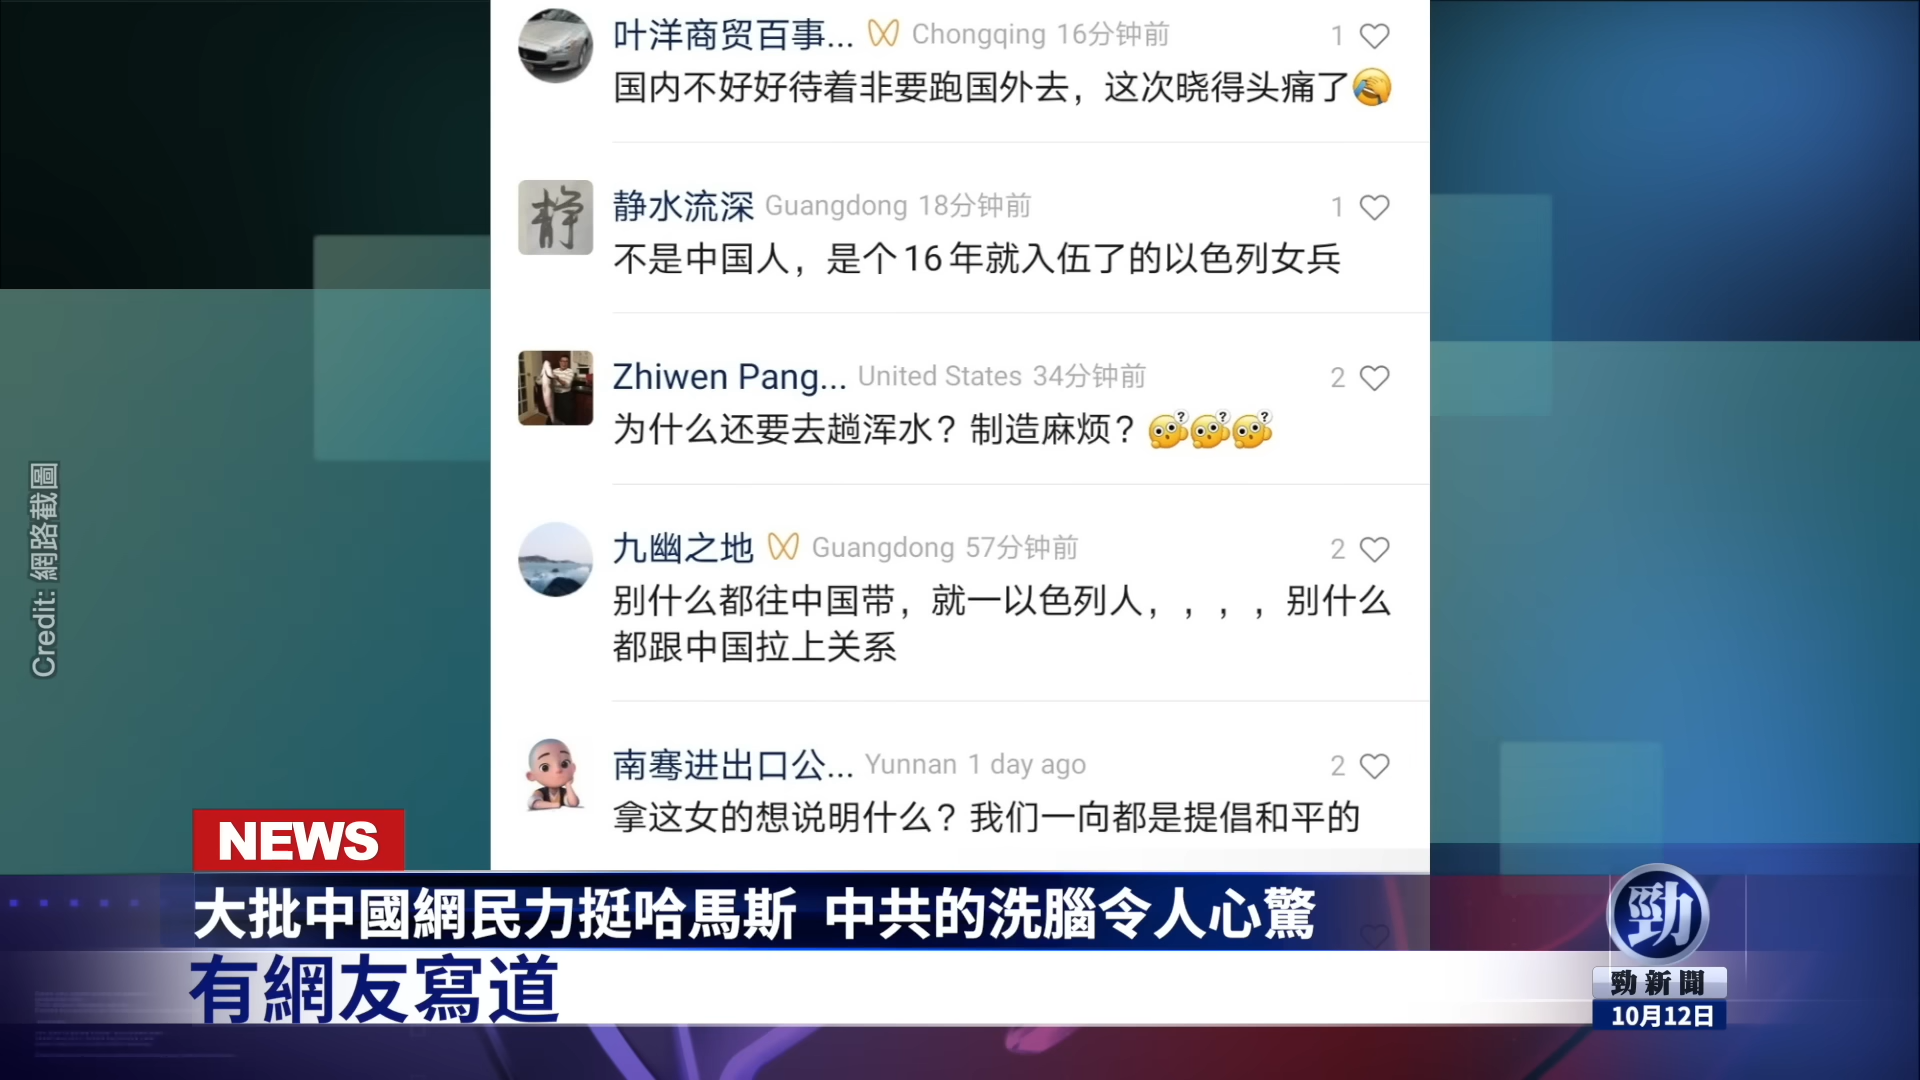 叶洋商贸百事... Chongqing 16分钟前 1
国内不好好待着非要跑国外去，这次晓得头痛了
静
静水流深 Guangdong 18分钟前 1
不是中国人，是个16年就入伍了的以色列女兵
Zhiwen Pang... United States 34分钟前 2
为什么还要去趟浑水？制造麻烦？
九幽之地 Guangdong 57分钟前 2
别什么都往中国带，就一以色列人，，，，别什么
都跟中国拉上关系
南骞进出口公... Yunnan 1 day ago 2
拿这女的想说明什么？我们一向都是提倡和平的
Credit: 網路截圖
NEWS
大批中國網民力挺哈馬斯 中共的洗腦令人心驚
有網友寫道
勁
勁新聞
10月12日